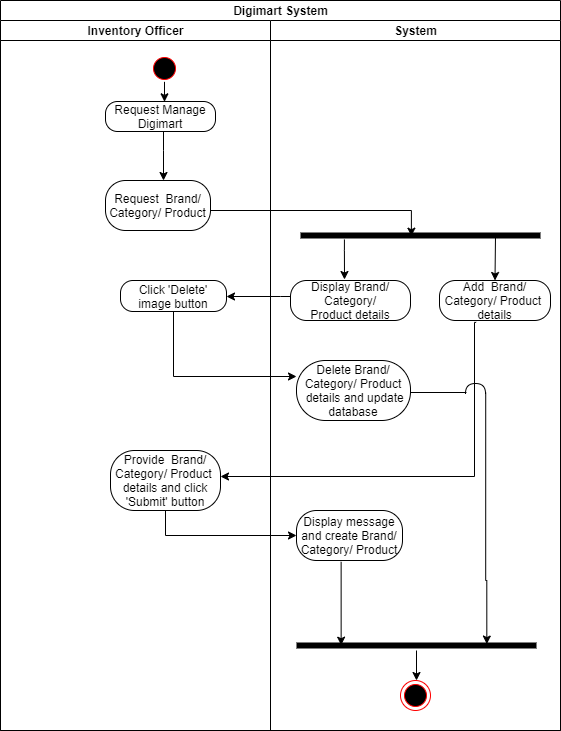 Digimart System
Inventory Officer
System
Request Manage
Digimart
Request  Brand/
Category/ Product
Click 'Delete'
image button
Display Brand/
Category/
Product details
Add  Brand/
Category/ Product
details
Delete Brand/
Category/ Product
details and update
database
Provide  Brand/
Category/ Product
details and click
'Submit' button
Display message
and create Brand/
Category/ Product